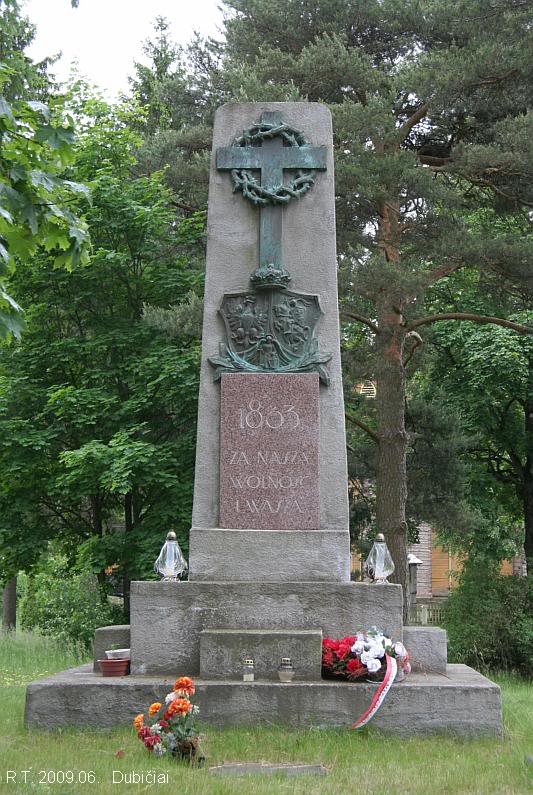 1863
ZA NASZĄ
WOLNOŚĆ
I WASZĄ
R.T. 2009.06. Dubičiai